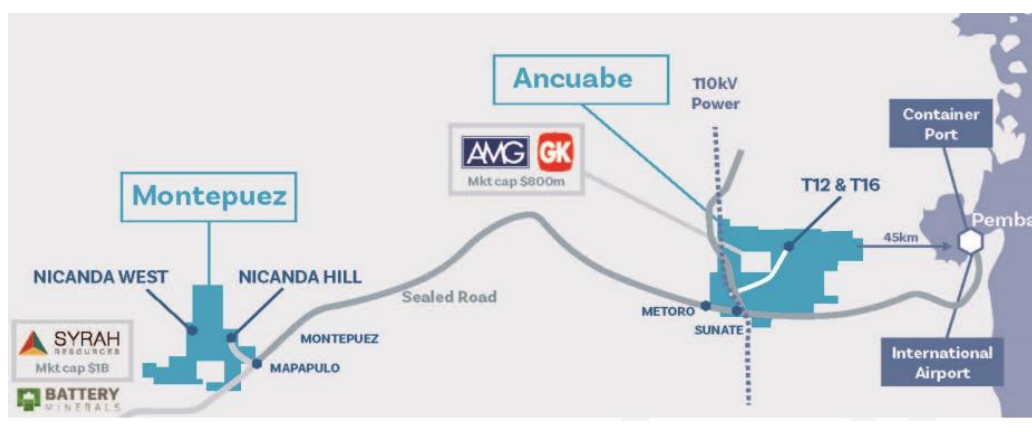 Ancuabe
110kV
Power
Container
Port
AMG GK
Mkt cap $800m
Montepuez
T12 & T16
Pemba
45km
NICANDA WEST
NICANDA HILL
Sealed Road
METORO
SUNATE
SYRAH
RESOURCES
Mkt cap $1B
MONTEPUEZ
MAPAPULO
International
Airport
BATTERY
MINERALS